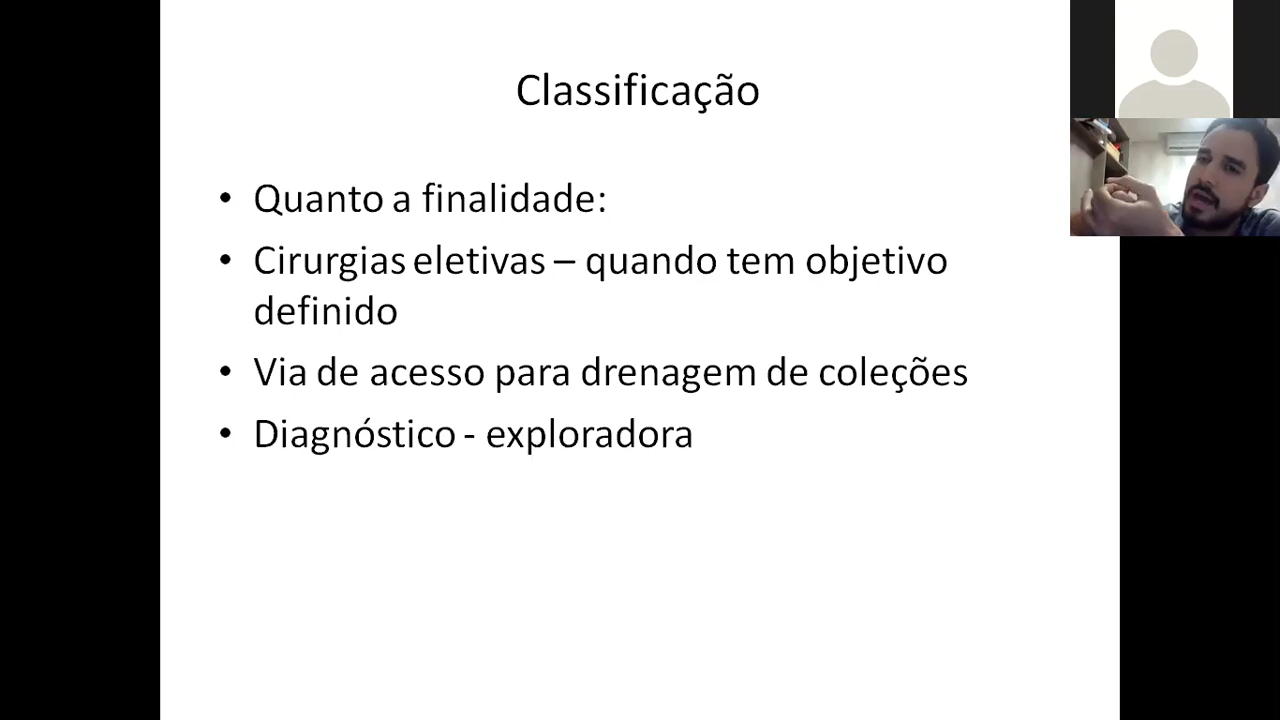 Classificação
• Quanto a finalidade:
• Cirurgias eletivas – quando tem objetivo
definido
• Via de acesso para drenagem de coleções
• Diagnóstico - exploradora